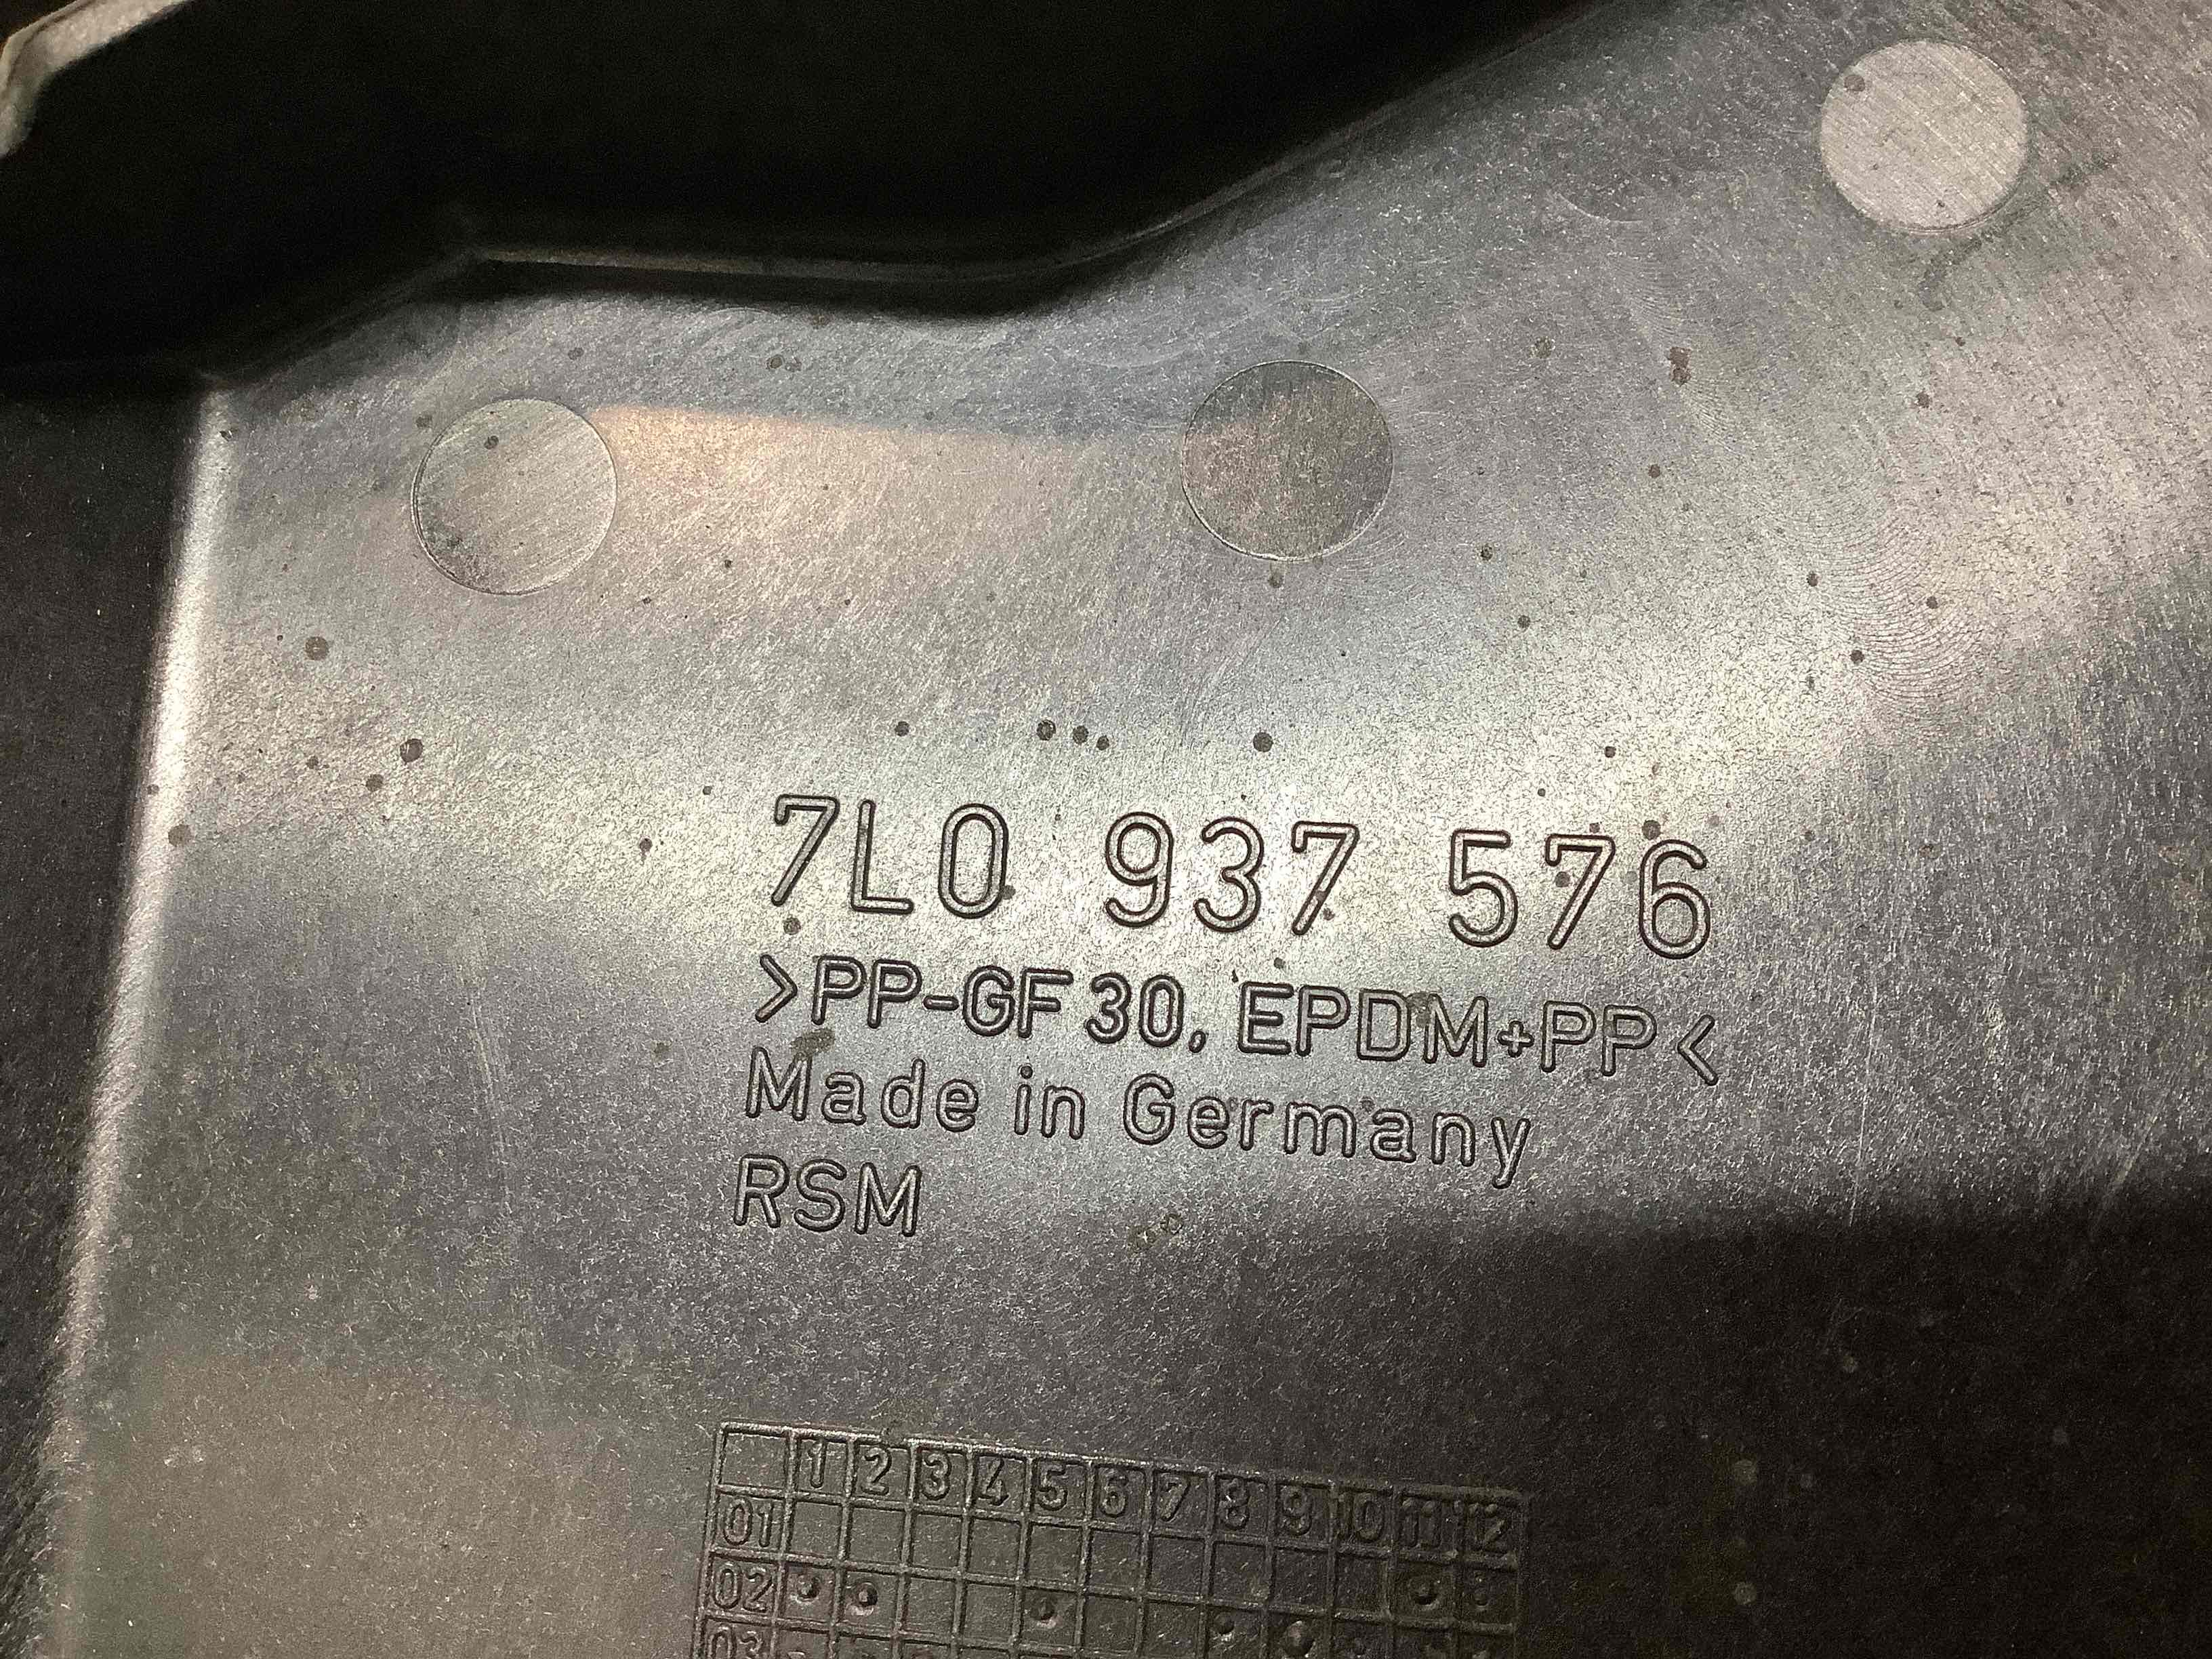 7L0 937 576
>PP-GF 30, EPDM+PP<
Made in Germany
RSM
1 2 3 4 5 6 7 8 9 10 11 12
01
02
03